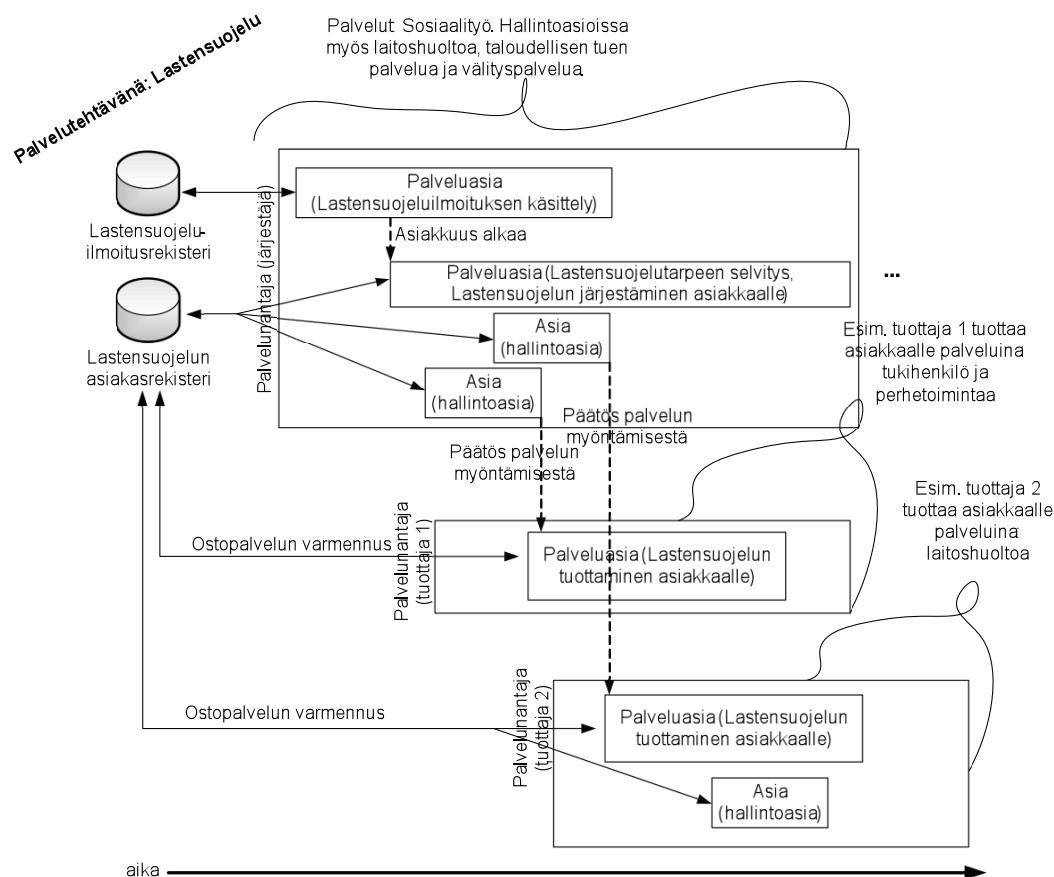 Palvelutehtävänä: Lastensuojelu
Palvelut: Sosiaalityö. Hallintoasioissa
myös laitoshuoltoa, taloudellisen tuen
palvelua ja välityspalvelua.
Lastensuojelu-
ilmoitusrekisteri
Lastensuojelun
asiakasrekisteri
Palvelunantaja (järjestäjä)
Palveluasia
(Lastensuojeluilmoituksen käsittely)
Asiakkuus alkaa
Palveluasia (Lastensuojelutarpeen selvitys,
Lastensuojelun järjestäminen asiakkaalle)
...
Asia
(hallintoasia)
Asia
(hallintoasia)
Esim. tuottaja 1 tuottaa
asiakkaalle palveluina
tukihenkilö ja
perhetoimintaa
Päätös palvelun
myöntämisestä
Päätös palvelun
myöntämisestä
Esim. tuottaja 2
tuottaa asiakkaalle
palveluina
laitoshuoltoa
Ostopalvelun varmennus
Palvelunantaja
(tuottaja 1)
Palveluasia (Lastensuojelun
tuottaminen asiakkaalle)
Ostopalvelun varmennus
Palvelunantaja
(tuottaja 2)
Palveluasia (Lastensuojelun
tuottaminen asiakkaalle)
Asia
(hallintoasia)
aika